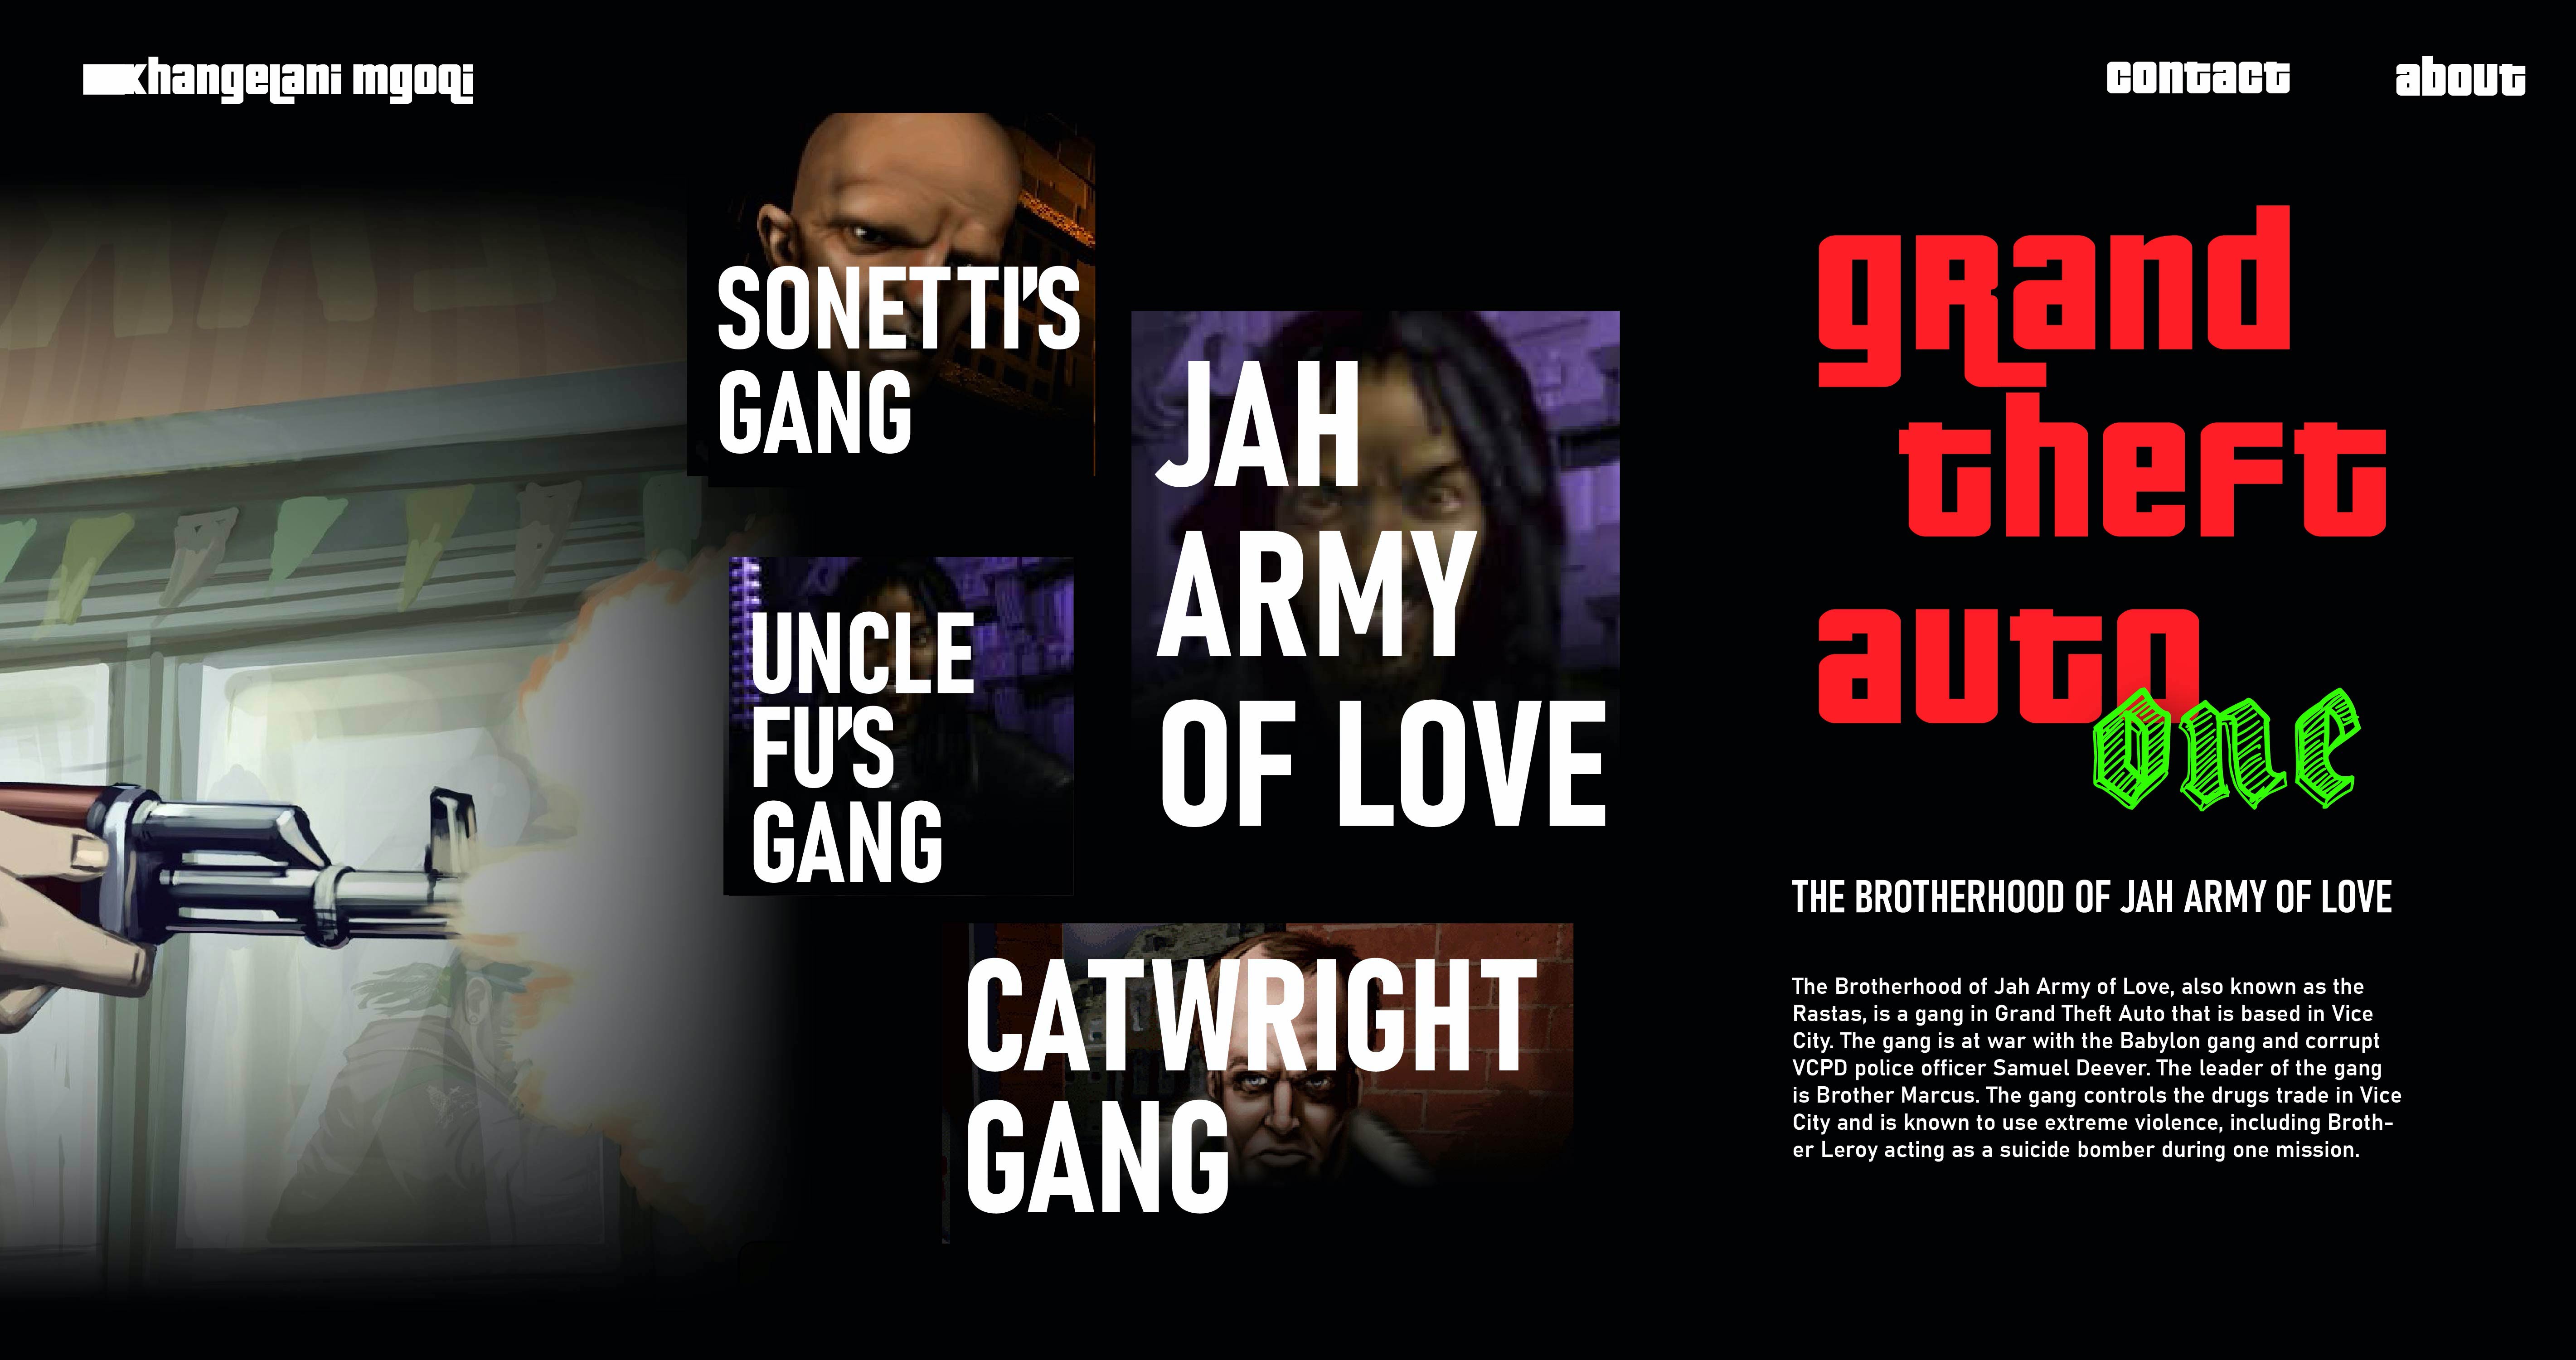 Khangelani mgoqi
contact
about
SONETTI'S
GANG
JAH
ARMY
OF LOVE
UNCLE
FU'S
GANG
CATWRIGHT
GANG
grand
theft
auto
one
THE BROTHERHOOD OF JAH ARMY OF LOVE
The Brotherhood of Jah Army of Love, also known as the
Rastas, is a gang in Grand Theft Auto that is based in Vice
City. The gang is at war with the Babylon gang and corrupt
VCPD police officer Samuel Deever. The leader of the gang
is Brother Marcus. The gang controls the drugs trade in Vice
City and is known to use extreme violence, including Broth-
er Leroy acting as a suicide bomber during one mission.